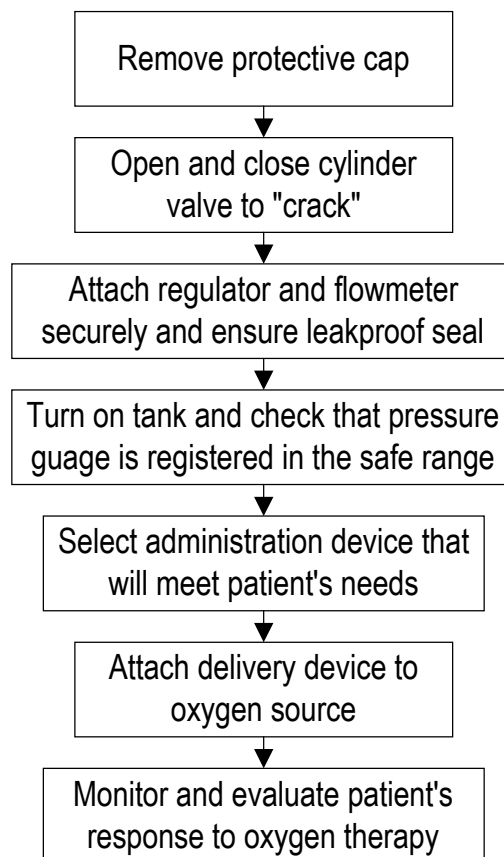 Remove protective cap
Open and close cylinder
valve to "crack"
Attach regulator and flowmeter
securely and ensure leakproof seal
Turn on tank and check that pressure
guage is registered in the safe range
Select administration device that
will meet patient's needs
Attach delivery device to
oxygen source
Monitor and evaluate patient's
response to oxygen therapy